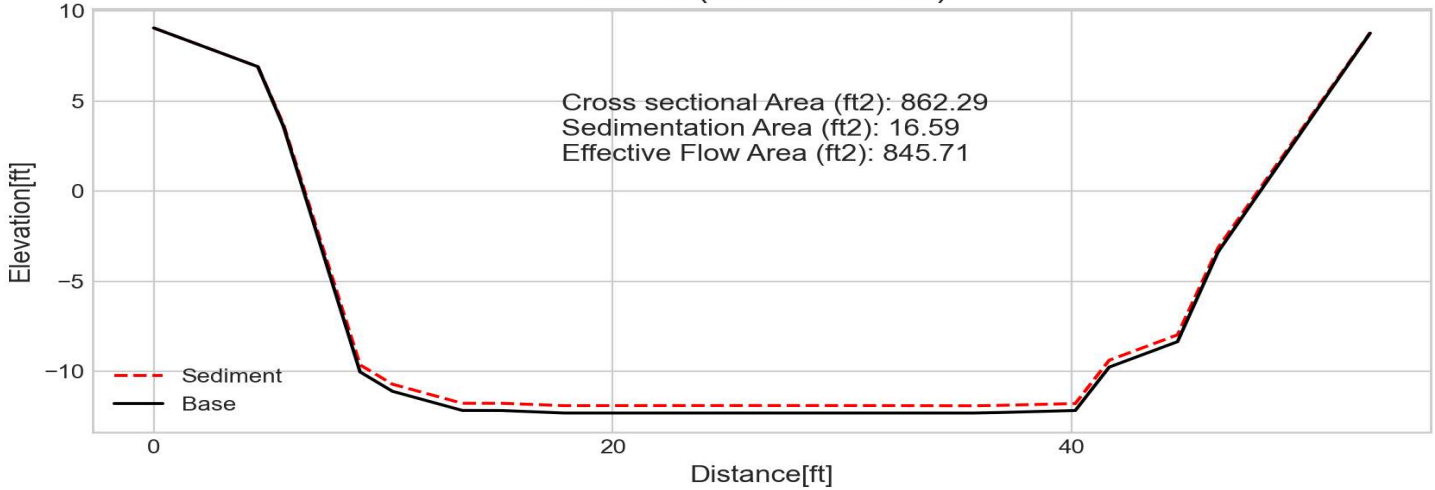 10
5
0
−5
−10
Elevation[ft]
Cross sectional Area (ft2): 862.29
Sedimentation Area (ft2): 16.59
Effective Flow Area (ft2): 845.71
Sediment
Base
0
20
40
Distance[ft]